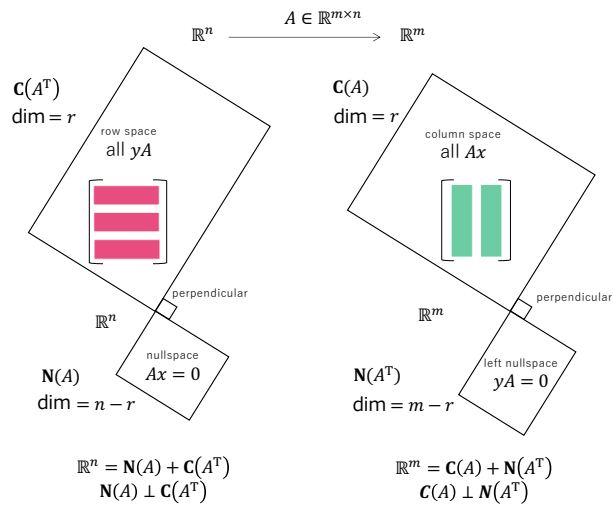 A ∈ ℝ^{m×n}
ℝⁿ ℝᵐ
C(Aᵀ)
dim = r
row space
all yA
perpendicular
ℝⁿ
nullspace
Ax = 0
N(A)
dim = n − r
ℝⁿ = N(A) + C(Aᵀ)
N(A) ⊥ C(Aᵀ)
C(A)
dim = r
column space
all Ax
perpendicular
ℝᵐ
left nullspace
yA = 0
N(Aᵀ)
dim = m − r
ℝᵐ = C(A) + N(Aᵀ)
C(A) ⊥ N(Aᵀ)